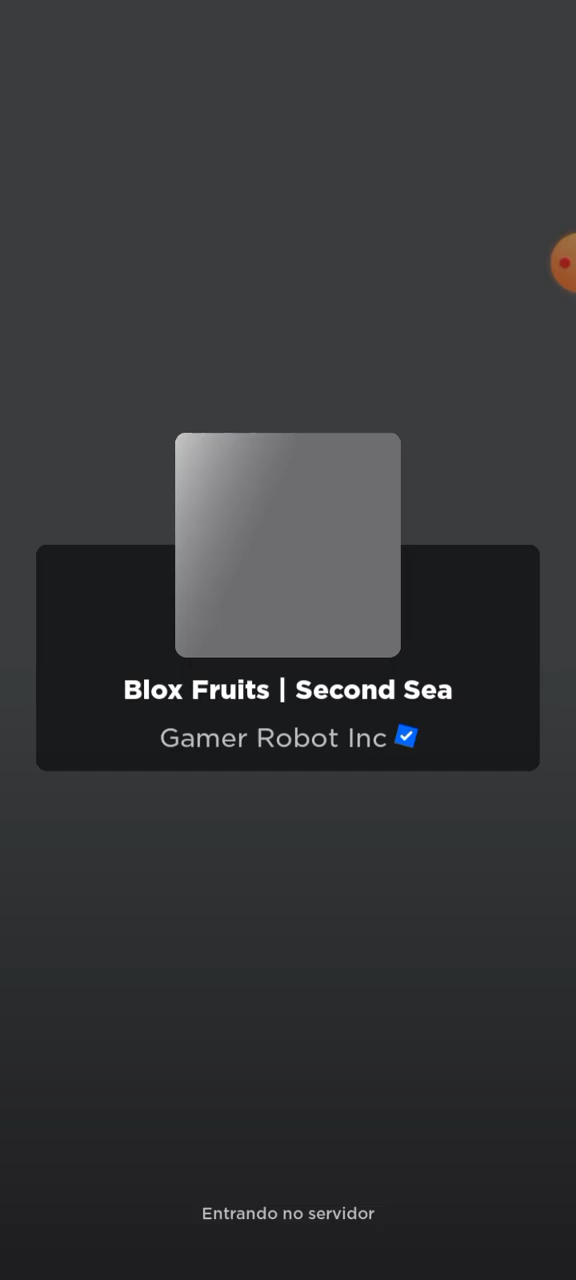 Blox Fruits | Second Sea
Gamer Robot Inc
Entrando no servidor